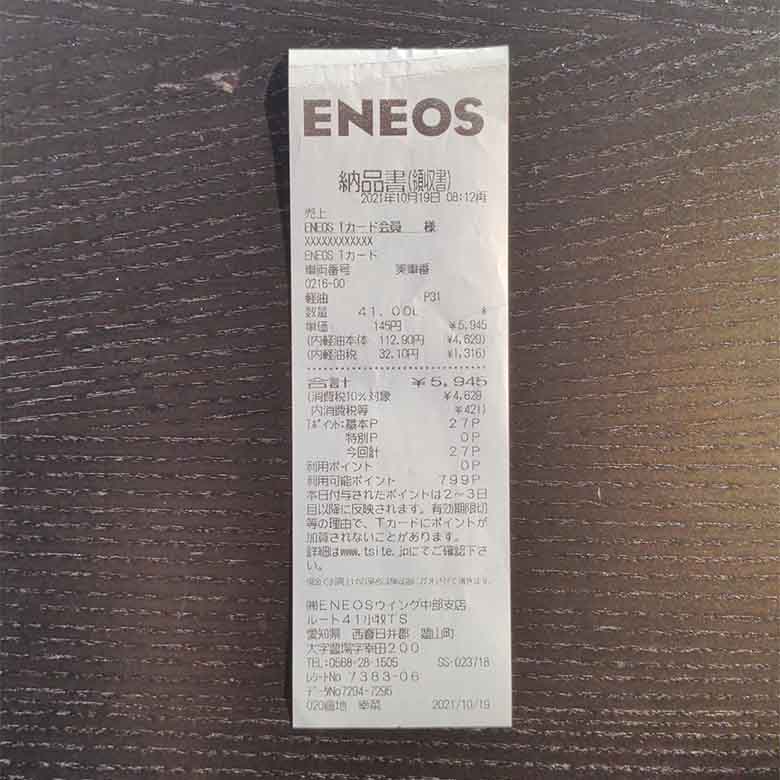 ENEOS
納品書(領収書)
2021年10月19日 08:12再
売上
ENEOS Tカード会員 様
XXXXXXXXXXXX
ENEOS Tカード
車両番号 実車番
0216-00
軽油 P31
数量 41.00L *
単価 145円 ¥5,945
(内軽油本体 112.90円 ¥4,629)
(内軽油税 32.10円 ¥1,316)
合計 ¥5,945
(消費税10%対象 ¥4,629
内消費税等 ¥421)
Tポイント:基本P 27P
特別P 0P
今回計 27P
利用ポイント 0P
利用可能ポイント 799P
本日付与されたポイントは2〜3日
目以降に反映されます。有効期限切
等の理由で、Tカードにポイントが
加算されないことがあります。
詳細はwww.tsite.jpにてご確認下さ
い。
㈱ENEOSウイング中部支店
ルート41小牧TS
愛知県 西春日井郡 豊山町
大字豊場字幸田200
TEL:0568-28-1505 SS-023718
レシートNo 7383-06
データNo7294-7296
020 2021/10/19